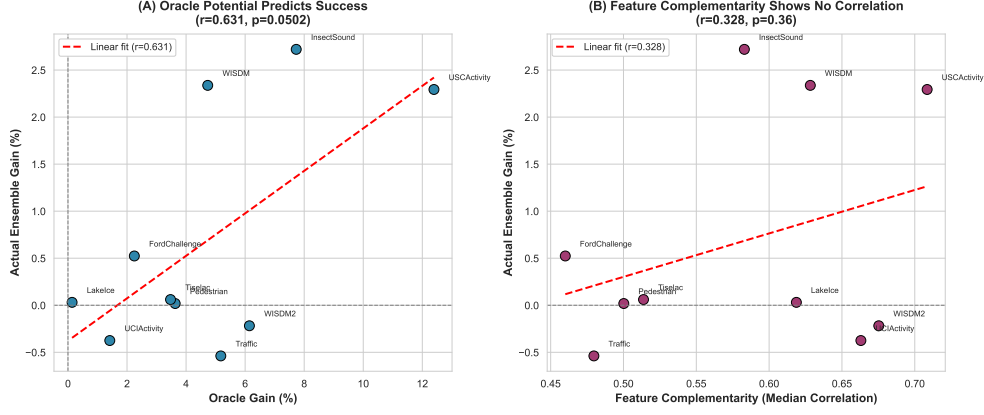 (A) Oracle Potential Predicts Success
(r=0.631, p=0.0502)
Linear fit (r=0.631)
InsectSound
WISDM
USCActivity
FordChallenge
Tiselac
Pedestrian
LakeIce
WISDM2
UCIActivity
Traffic
2.5
2.0
1.5
1.0
0.5
0.0
−0.5
Actual Ensemble Gain (%)
0 2 4 6 8 10 12
Oracle Gain (%)
(B) Feature Complementarity Shows No Correlation
(r=0.328, p=0.36)
Linear fit (r=0.328)
InsectSound
WISDM
USCActivity
FordChallenge
Tiselac
Pedestrian
LakeIce
WISDM2
UCIActivity
Traffic
2.5
2.0
1.5
1.0
0.5
0.0
−0.5
Actual Ensemble Gain (%)
0.45 0.50 0.55 0.60 0.65 0.70
Feature Complementarity (Median Correlation)